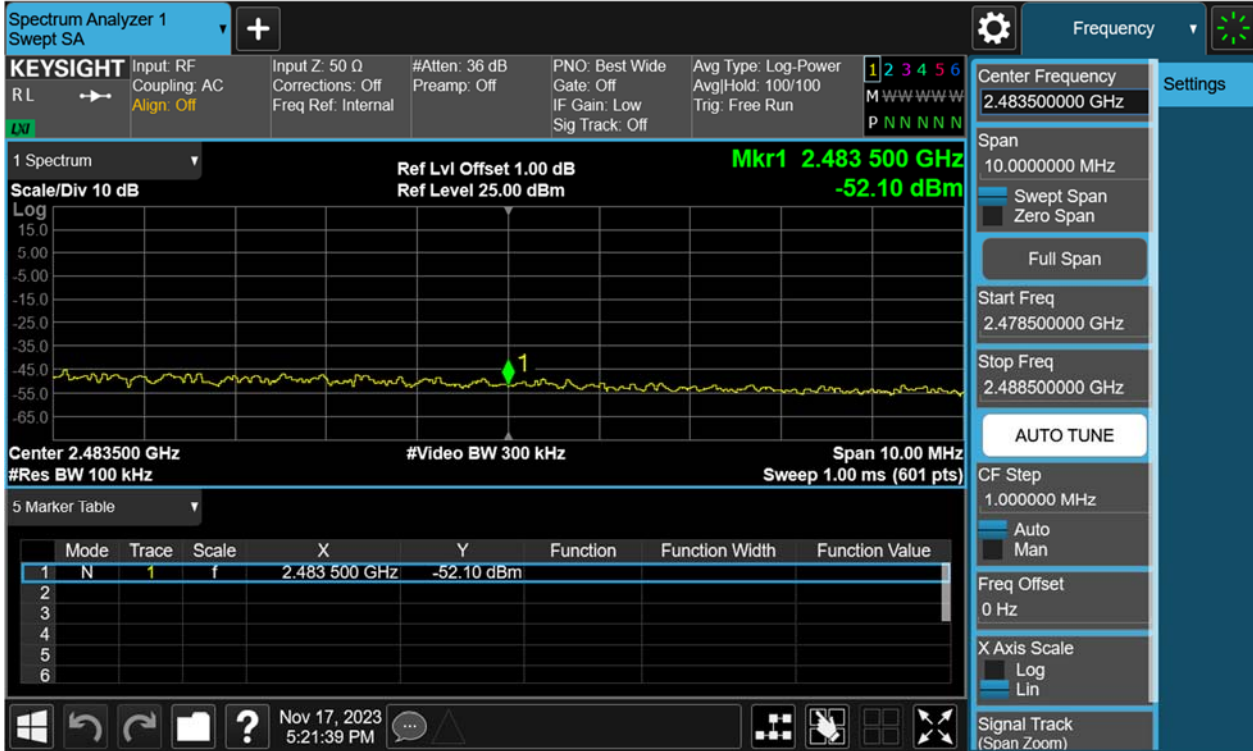 Spectrum Analyzer 1
Swept SA
+
Frequency
KEYSIGHT
RL
LXI
Input: RF
Coupling: AC
Align: Off
Input Z: 50 Ω
Corrections: Off
Freq Ref: Internal
#Atten: 36 dB
Preamp: Off
PNO: Best Wide
Gate: Off
IF Gain: Low
Sig Track: Off
Avg Type: Log-Power
Avg|Hold: 100/100
Trig: Free Run
1 2 3 4 5 6
M W W W W W
P N N N N N
1 Spectrum
Scale/Div 10 dB
Ref Lvl Offset 1.00 dB
Ref Level 25.00 dBm
Mkr1 2.483 500 GHz
-52.10 dBm
Log
15.0
5.00
-5.00
-15.0
-25.0
-35.0
-45.0
-55.0
-65.0
1
Center 2.483500 GHz
#Res BW 100 kHz
#Video BW 300 kHz
Span 10.00 MHz
Sweep 1.00 ms (601 pts)
5 Marker Table
Mode Trace Scale X Y Function Function Width Function Value
1 N 1 f 2.483 500 GHz -52.10 dBm
2
3
4
5
6
?
Nov 17, 2023
5:21:39 PM
Center Frequency
2.483500000 GHz
Span
10.0000000 MHz
Swept Span
Zero Span
Full Span
Start Freq
2.478500000 GHz
Stop Freq
2.488500000 GHz
AUTO TUNE
CF Step
1.000000 MHz
Auto
Man
Freq Offset
0 Hz
X Axis Scale
Log
Lin
Signal Track
(Span Zoom)
Settings